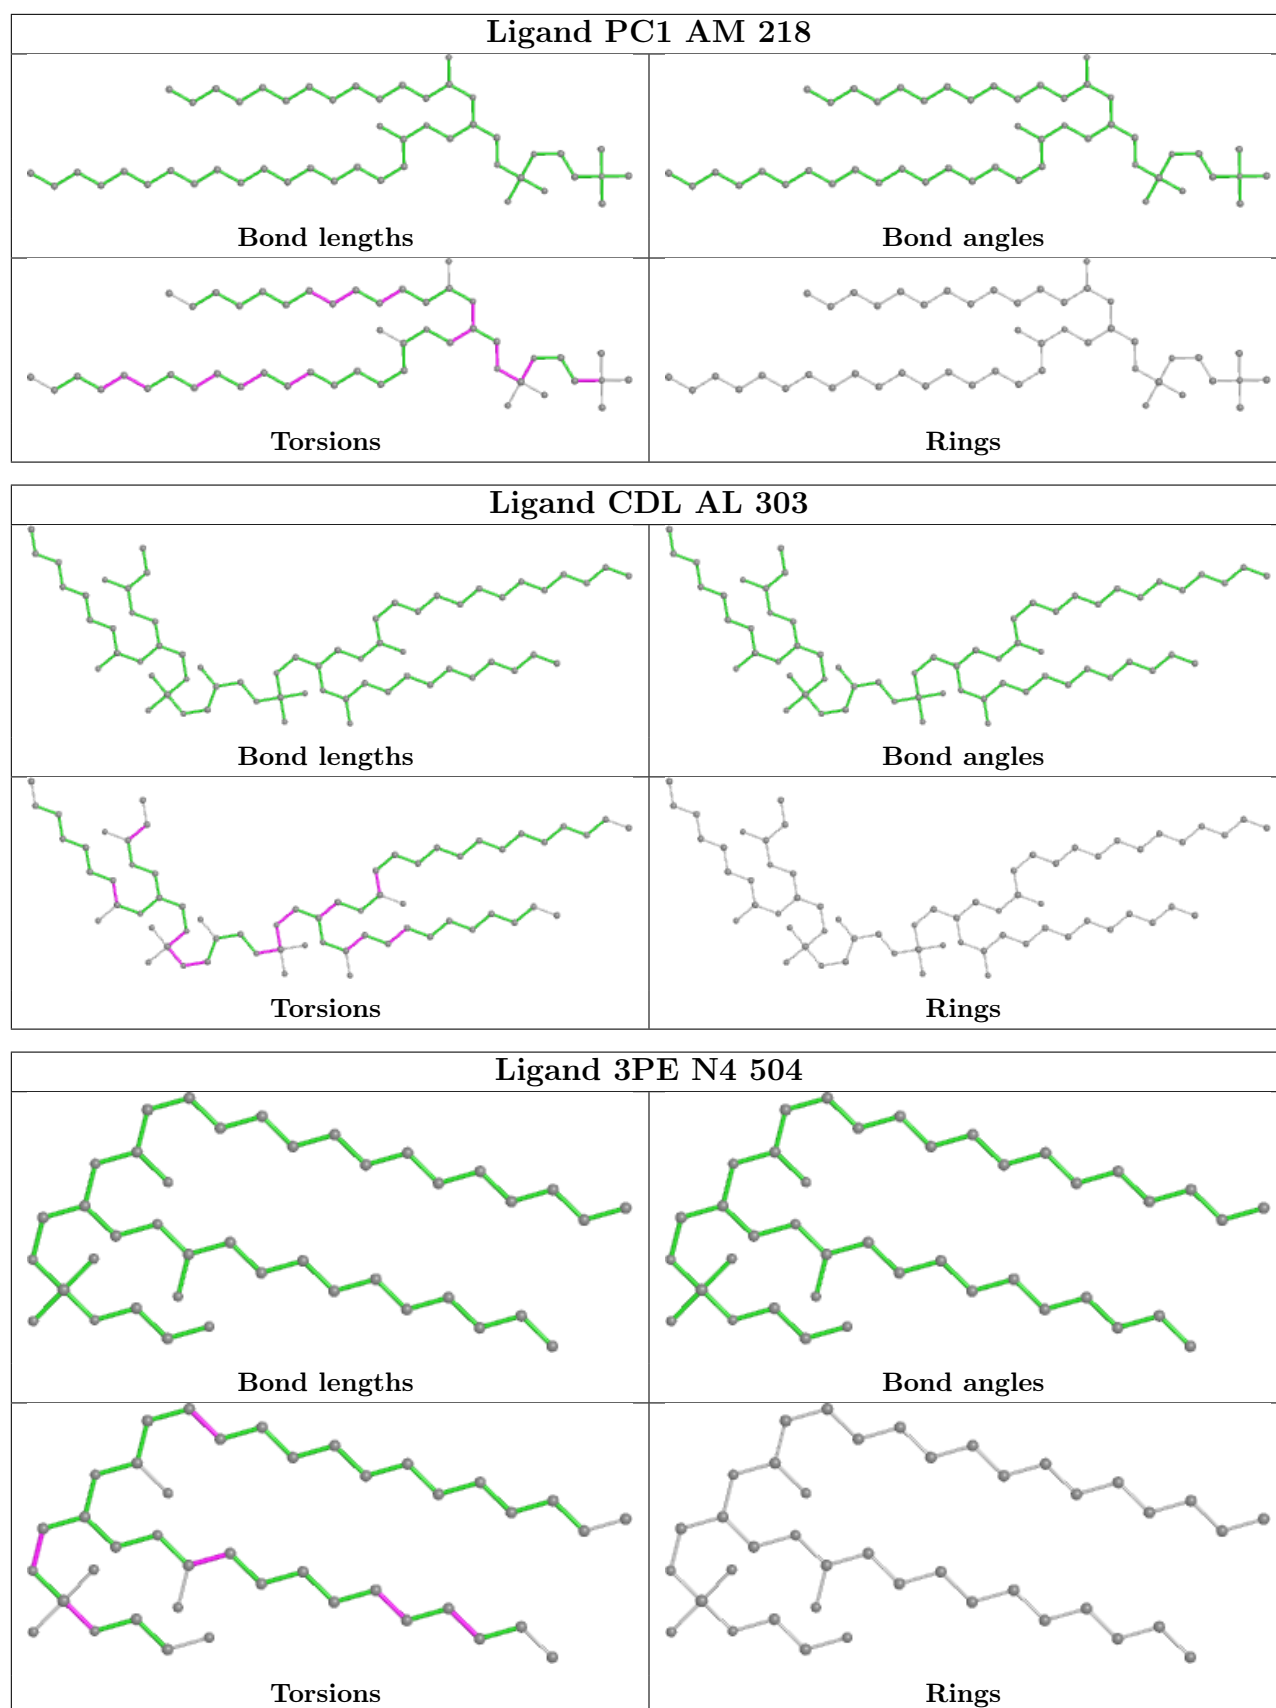 Ligand PC1 AM 218
Bond lengths
Bond angles
Torsions
Rings
Ligand CDL AL 303
Bond lengths
Bond angles
Torsions
Rings
Ligand 3PE N4 504
Bond lengths
Bond angles
Torsions
Rings